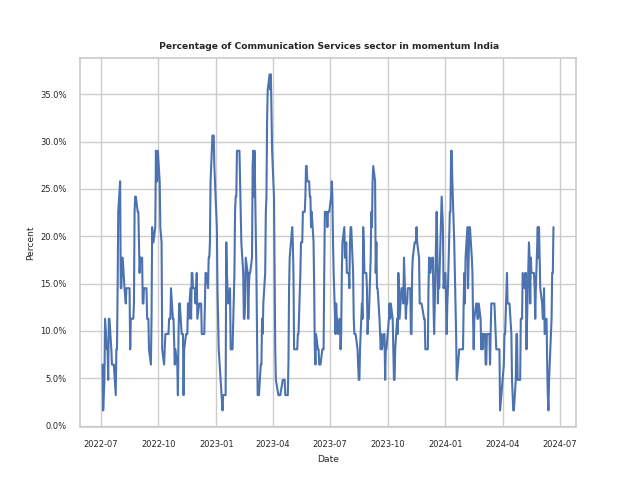 Percentage of Communication Services sector in momentum India
35.0%
30.0%
25.0%
20.0%
15.0%
10.0%
5.0%
0.0%
Percent
2022-07 2022-10 2023-01 2023-04 2023-07 2023-10 2024-01 2024-04 2024-07
Date